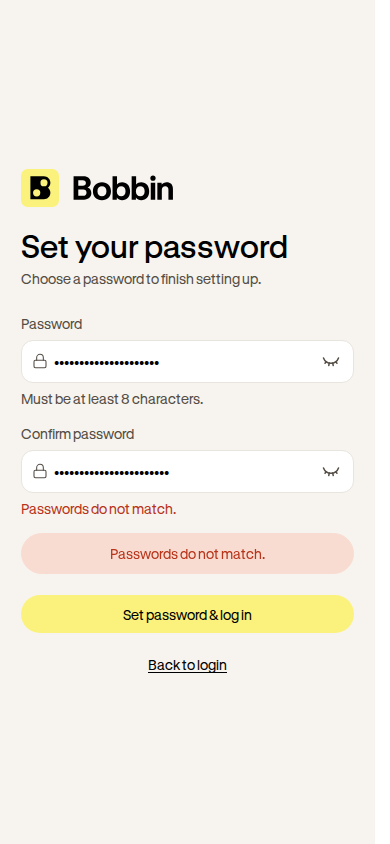 Bobbin
Set your password
Choose a password to finish setting up.
Password
•••••••••••••••••••••
Must be at least 8 characters.
Confirm password
•••••••••••••••••••••••
Passwords do not match.
Passwords do not match.
Set password & log in
Back to login